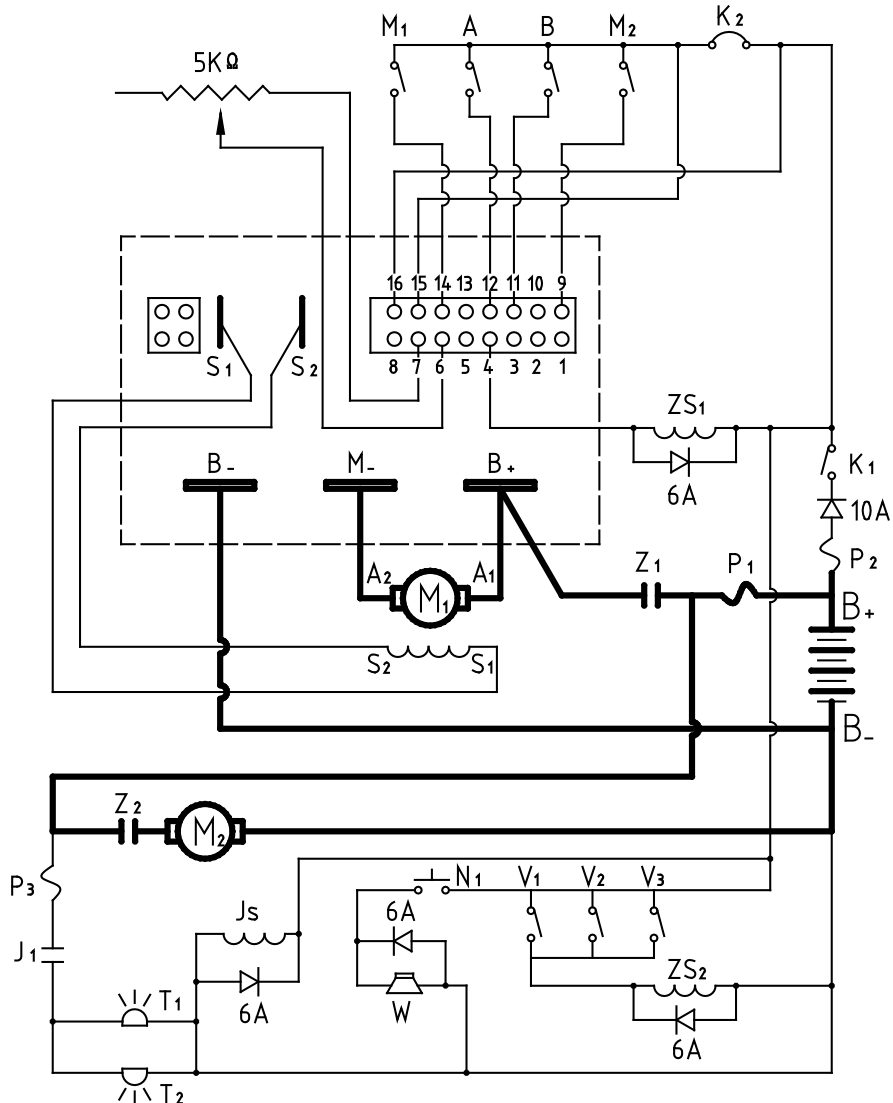 M1 A B M2 K2
5KΩ
16 15 14 13 12 11 10 9
8 7 6 5 4 3 2 1
S1 S2
ZS1
6A
K1
10A
P2
B- M- B+
A2 M1 A1
Z1 P1
B+
S2 S1
B-
Z2
M2
P3
N1 V1 V2 V3
6A
Js
J1
ZS2
T1
6A
W
6A
T2